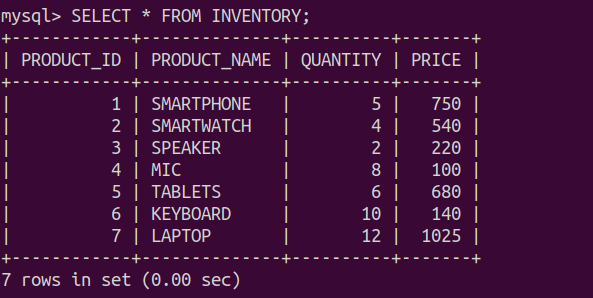 mysql> SELECT * FROM INVENTORY;
+------------+--------------+----------+-------+
| PRODUCT_ID | PRODUCT_NAME | QUANTITY | PRICE |
+------------+--------------+----------+-------+
|          1 | SMARTPHONE   |        5 |   750 |
|          2 | SMARTWATCH   |        4 |   540 |
|          3 | SPEAKER      |        2 |   220 |
|          4 | MIC          |        8 |   100 |
|          5 | TABLETS      |        6 |   680 |
|          6 | KEYBOARD     |       10 |   140 |
|          7 | LAPTOP       |       12 |  1025 |
+------------+--------------+----------+-------+
7 rows in set (0.00 sec)